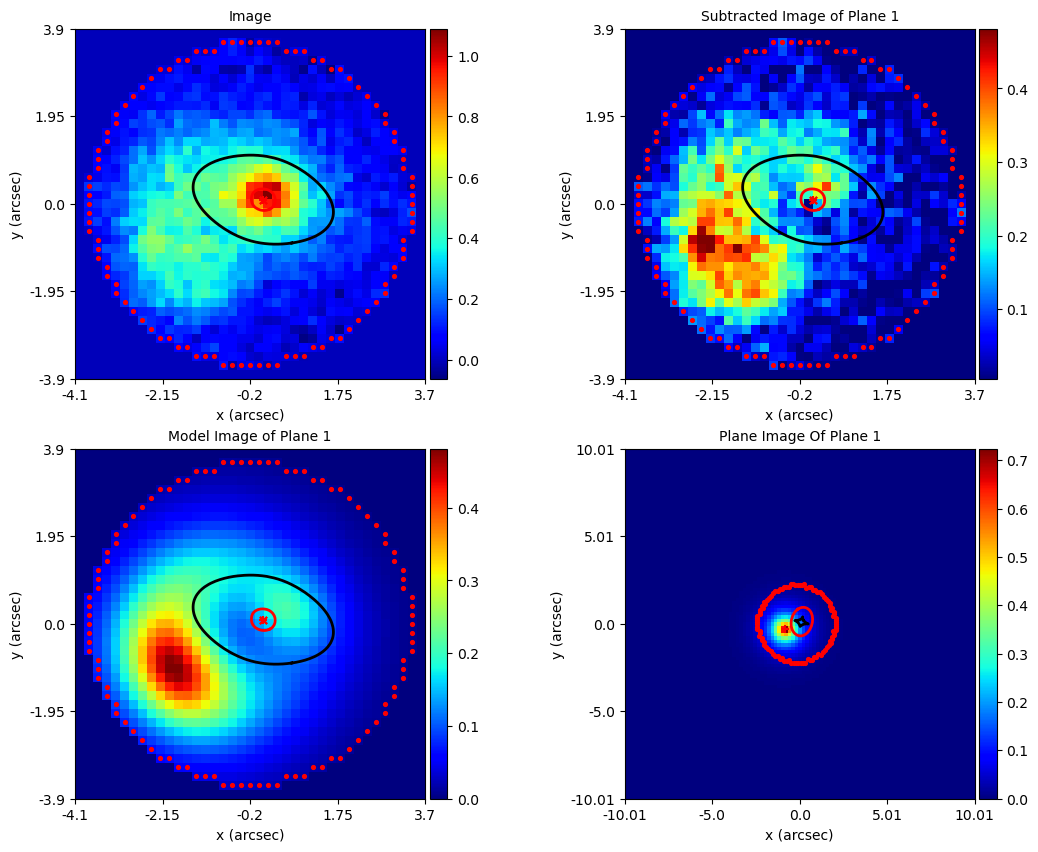 Image
3.9
1.95
0.0
-1.95
-3.9
y (arcsec)
-4.1 -2.15 -0.2 1.75 3.7
x (arcsec)
1.0
0.8
0.6
0.4
0.2
0.0
Subtracted Image of Plane 1
3.9
1.95
0.0
-1.95
-3.9
y (arcsec)
-4.1 -2.15 -0.2 1.75 3.7
x (arcsec)
0.4
0.3
0.2
0.1
Model Image of Plane 1
3.9
1.95
0.0
-1.95
-3.9
y (arcsec)
-4.1 -2.15 -0.2 1.75 3.7
x (arcsec)
0.4
0.3
0.2
0.1
0.0
Plane Image Of Plane 1
10.01
5.01
0.0
-5.0
-10.01
y (arcsec)
-10.01 -5.0 0.0 5.01 10.01
x (arcsec)
0.7
0.6
0.5
0.4
0.3
0.2
0.1
0.0